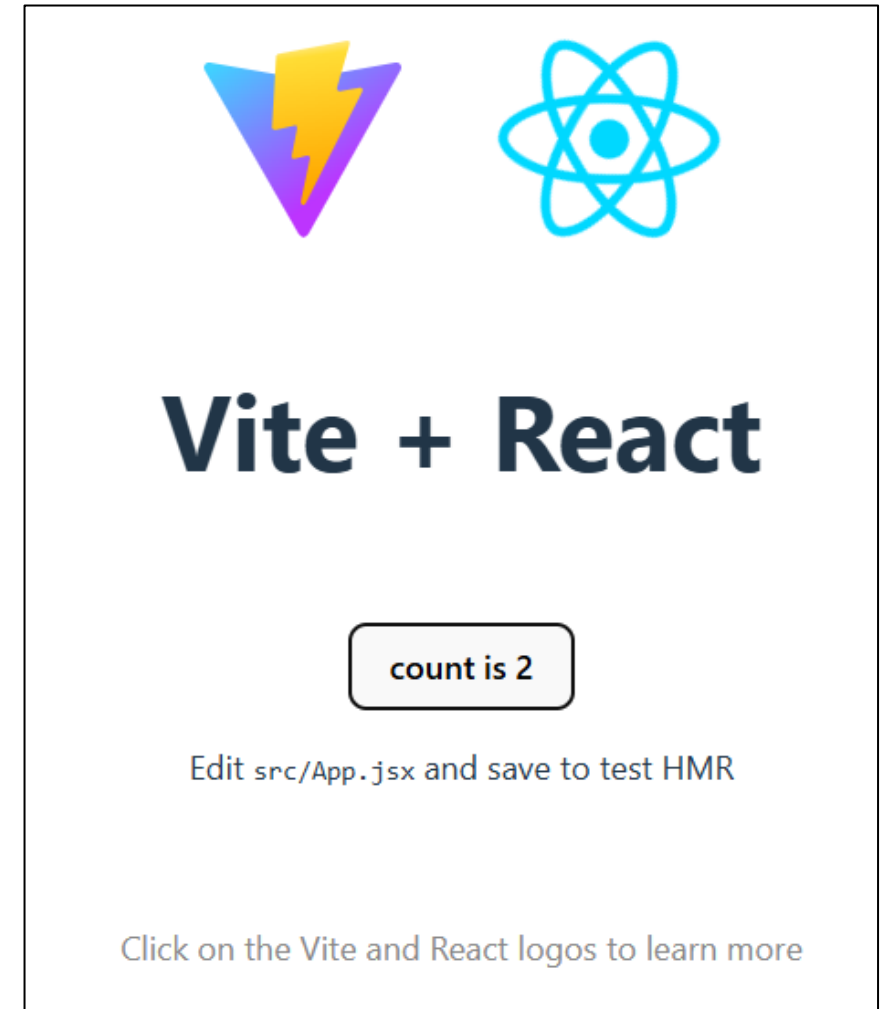 Vite + React
count is 2
Edit src/App.jsx and save to test HMR
Click on the Vite and React logos to learn more